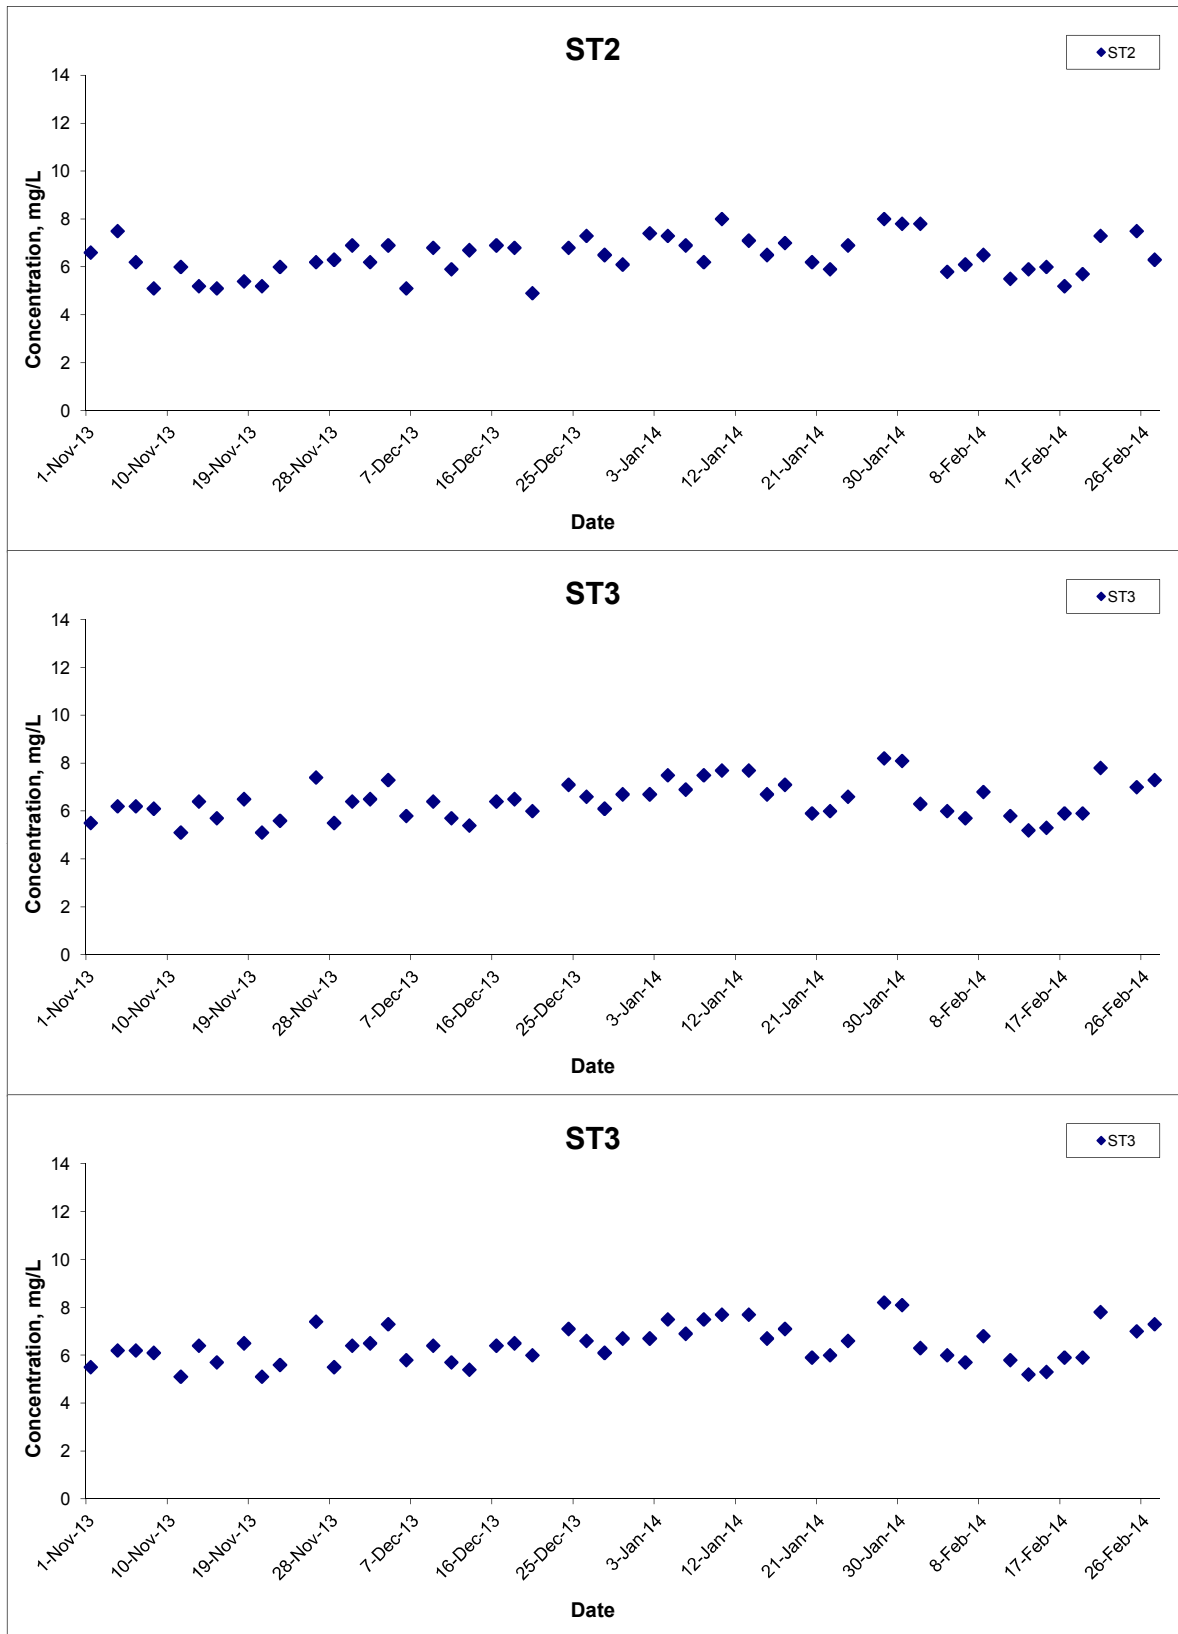 ST2
ST2
14
12
10
8
6
4
2
0
Concentration, mg/L
1-Nov-13
10-Nov-13
19-Nov-13
28-Nov-13
7-Dec-13
16-Dec-13
25-Dec-13
3-Jan-14
12-Jan-14
21-Jan-14
30-Jan-14
8-Feb-14
17-Feb-14
26-Feb-14
Date
ST3
ST3
14
12
10
8
6
4
2
0
Concentration, mg/L
1-Nov-13
10-Nov-13
19-Nov-13
28-Nov-13
7-Dec-13
16-Dec-13
25-Dec-13
3-Jan-14
12-Jan-14
21-Jan-14
30-Jan-14
8-Feb-14
17-Feb-14
26-Feb-14
Date
ST3
ST3
14
12
10
8
6
4
2
0
Concentration, mg/L
1-Nov-13
10-Nov-13
19-Nov-13
28-Nov-13
7-Dec-13
16-Dec-13
25-Dec-13
3-Jan-14
12-Jan-14
21-Jan-14
30-Jan-14
8-Feb-14
17-Feb-14
26-Feb-14
Date